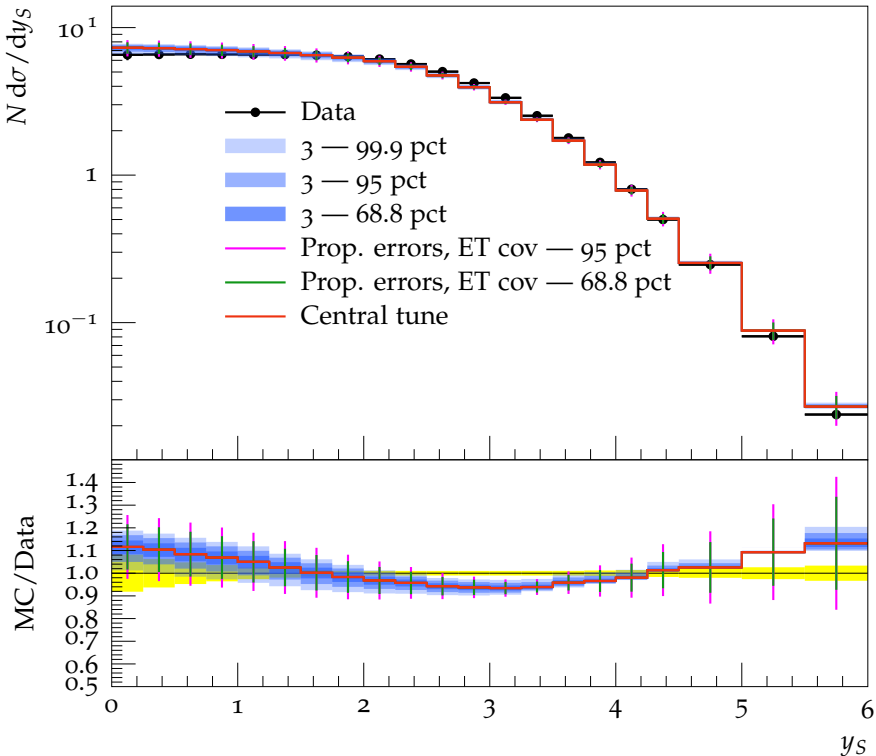 N dσ/dy_S
10¹
1
10⁻¹
Data
3 — 99.9 pct
3 — 95 pct
3 — 68.8 pct
Prop. errors, ET cov — 95 pct
Prop. errors, ET cov — 68.8 pct
Central tune
MC/Data
1.4
1.3
1.2
1.1
1.0
0.9
0.8
0.7
0.6
0.5
0 1 2 3 4 5 6
y_S